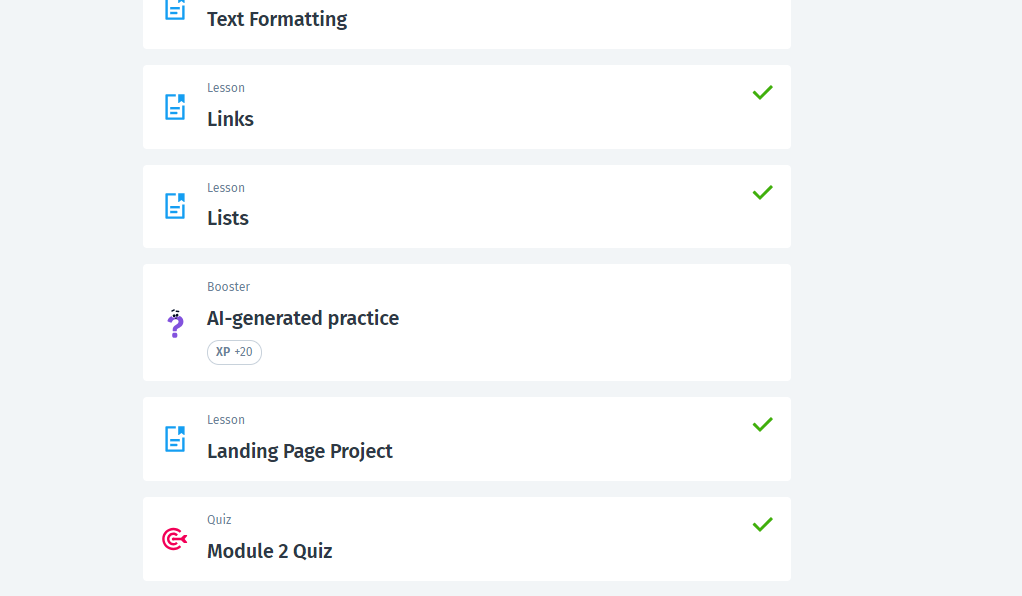 Text Formatting
Lesson
Links
Lesson
Lists
Booster
AI-generated practice
XP +20
Lesson
Landing Page Project
Quiz
Module 2 Quiz